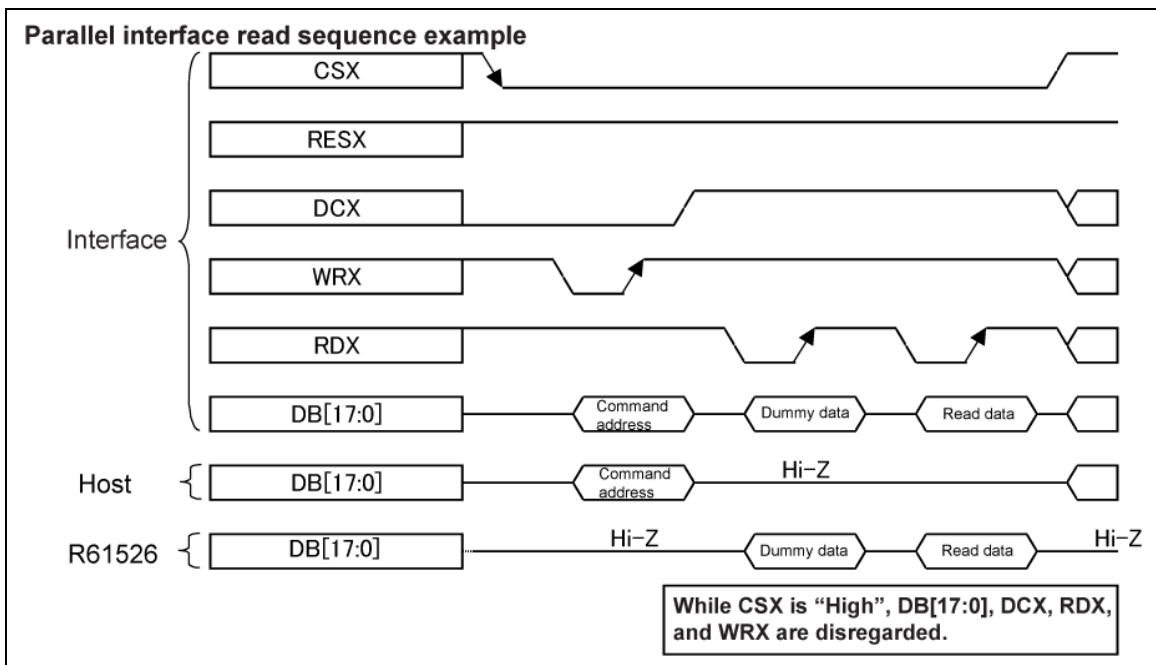 Parallel interface read sequence example
CSX
RESX
DCX
Interface
WRX
RDX
DB[17:0]
Command
address
Dummy data
Read data
Host
DB[17:0]
Command
address
Hi-Z
R61526
DB[17:0]
Hi-Z
Dummy data
Read data
Hi-Z
While CSX is “High”, DB[17:0], DCX, RDX,
and WRX are disregarded.